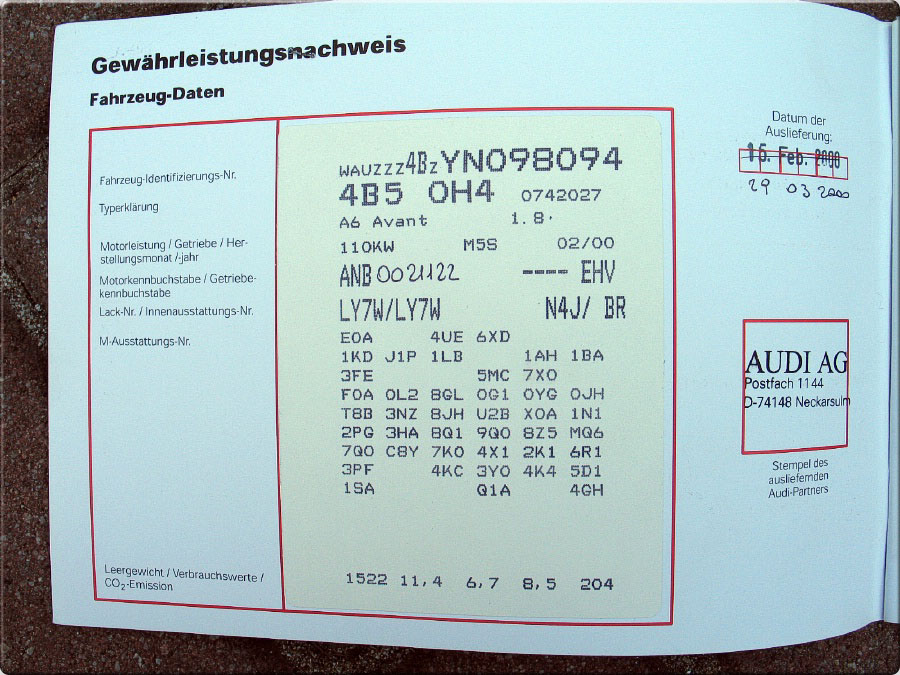 Gewährleistungsnachweis
Fahrzeug-Daten
Fahrzeug-Identifizierungs-Nr.
WAUZZZ4BZYN098094
Typerklärung
4B5 0H4 0742027
A6 Avant 1.8·
Motorleistung / Getriebe / Her-
stellungsmonat /-jahr
110KW M5S 02/00
Motorkennbuchstabe / Getriebe-
kennbuchstabe
ANB 0021122 ---- EHV
Lack-Nr. / Innenausstattungs-Nr.
LY7W/LY7W N4J/ BR
M-Ausstattungs-Nr.
E0A 4UE 6XD
1KD J1P 1LB 1AH 1BA
3FE 5MC 7X0
F0A 0L2 8GL 0G1 0YG 0JH
T8B 3NZ 8JH U2B X0A 1N1
2PG 3HA 8Q1 9Q0 8Z5 MQ6
7Q0 C8Y 7K0 4X1 2K1 6R1
3PF 4KC 3Y0 4K4 5D1
1SA Q1A 4GH
Leergewicht / Verbrauchswerte /
CO2-Emission
1522 11,4 6,7 8,5 204
Datum der
Auslieferung:
15. Feb. 2000
29 03 2000
AUDI AG
Postfach 1144
D-74148 Neckarsulm
Stempel des
ausliefernden
Audi-Partners